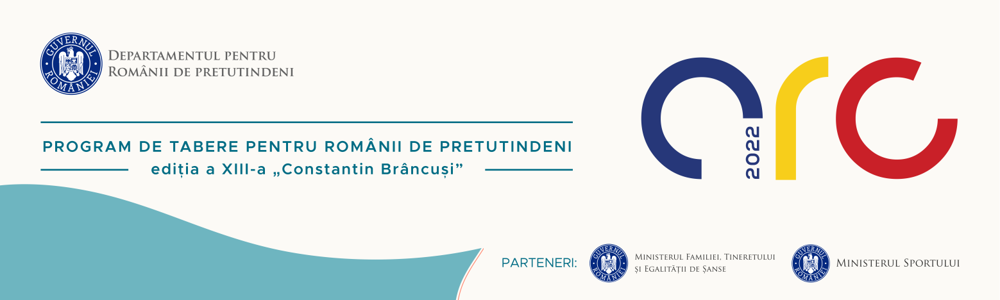 GUVERNUL ROMÂNIEI
DEPARTAMENTUL PENTRU
ROMÂNII DE PRETUTINDENI
PROGRAM DE TABERE PENTRU ROMÂNII DE PRETUTINDENI
ediția a XIII-a „Constantin Brâncuși”
arc
2022
PARTENERI:
GUVERNUL ROMÂNIEI
MINISTERUL FAMILIEI, TINERETULUI
ȘI EGALITĂȚII DE ȘANSE
GUVERNUL ROMÂNIEI
MINISTERUL SPORTULUI